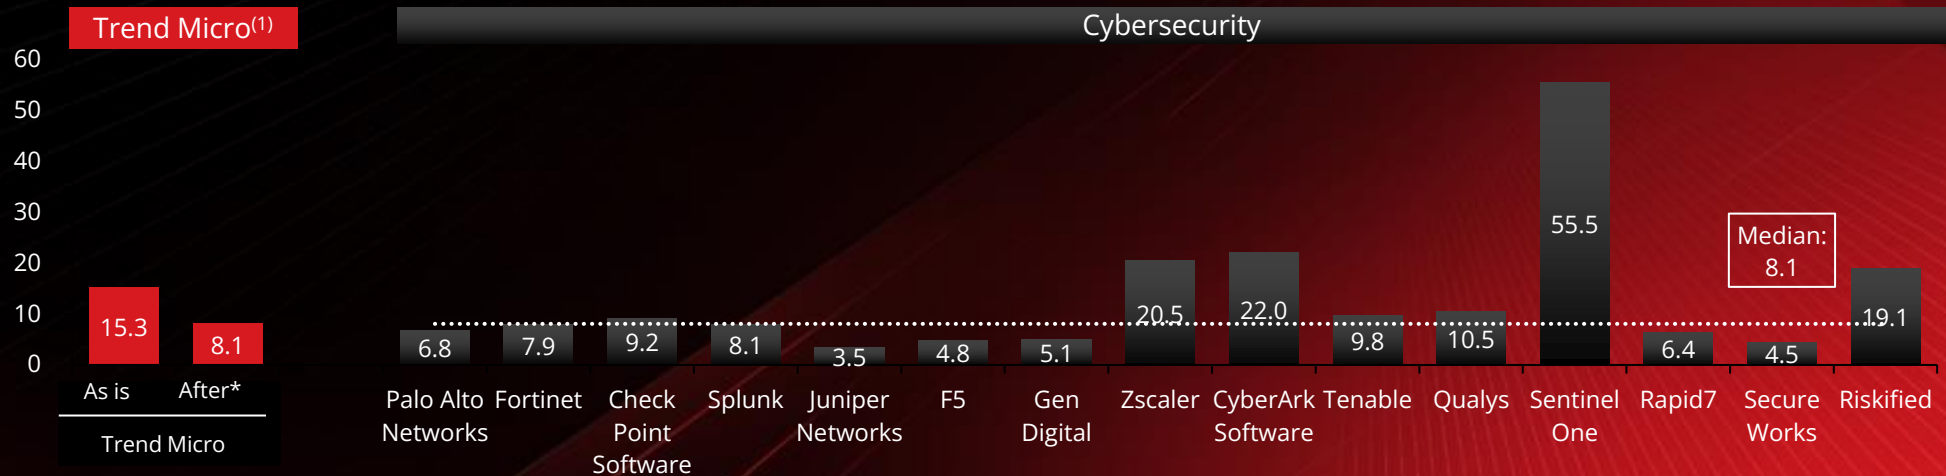 Trend Micro(1)
Cybersecurity
60
50
40
30
20
10
0
15.3
8.1
6.8
7.9
9.2
8.1
3.5
4.8
5.1
20.5
22.0
9.8
10.5
55.5
6.4
4.5
19.1
Median:
8.1
As is
After*
Trend Micro
Palo Alto
Networks
Fortinet
Check
Point
Software
Splunk
Juniper
Networks
F5
Gen
Digital
Zscaler
CyberArk
Software
Tenable
Qualys
Sentinel
One
Rapid7
Secure
Works
Riskified